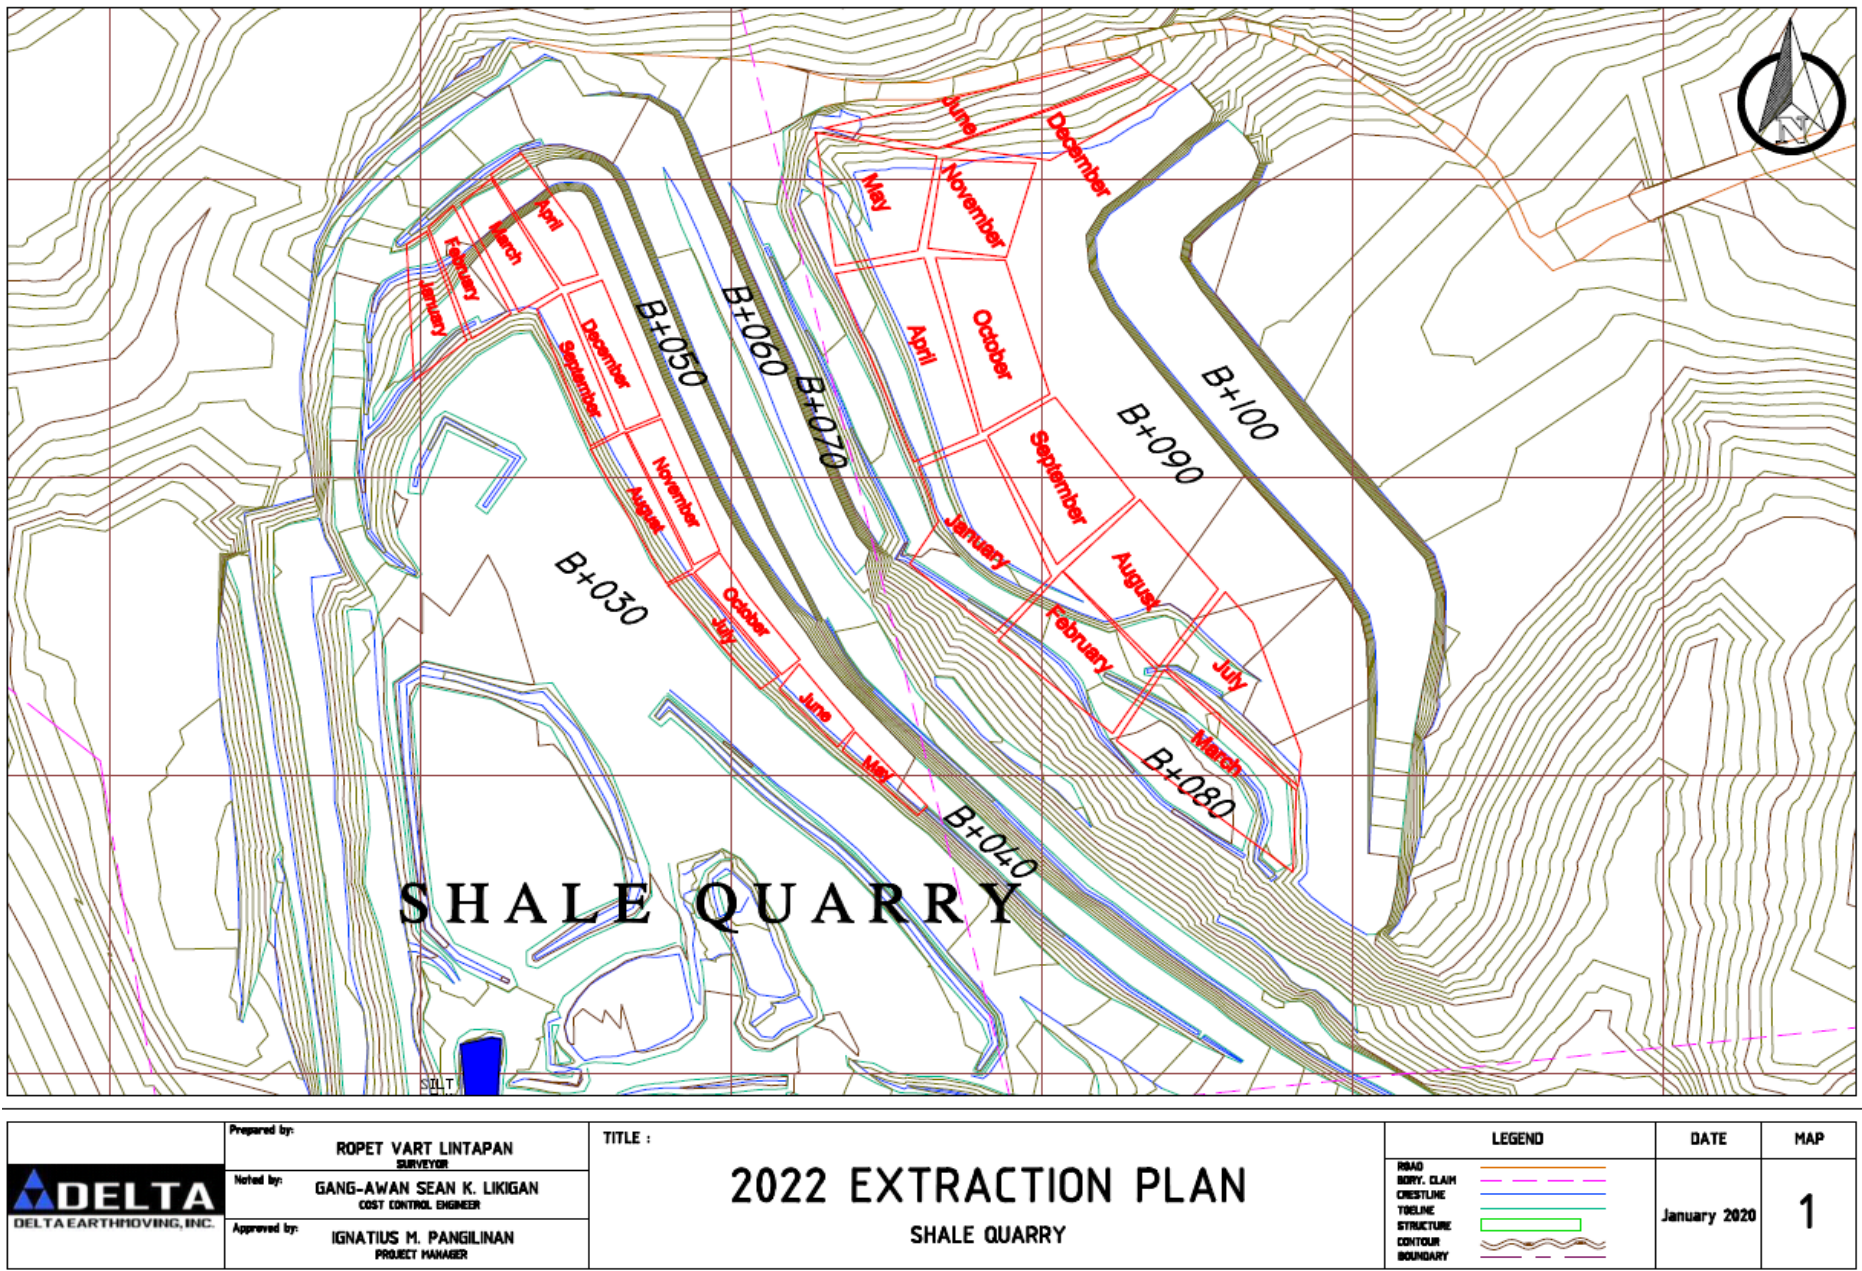 June
December
May
November
April
March
February
January
October
April
B+050
B+060
B+070
December
September
B+100
B+090
September
November
August
January
August
B+030
October
July
February
July
June
May
March
B+080
B+040
SHALE QUARRY
SILT
N
DELTA
DELTA EARTHMOVING, INC.
Prepared by:
ROPET VART LINTAPAN
SURVEYOR
Noted by:
GANG-AWAN SEAN K. LIKIGAN
COST CONTROL ENGINEER
Approved by:
IGNATIUS M. PANGILINAN
PROJECT MANAGER
TITLE :
2022 EXTRACTION PLAN
SHALE QUARRY
LEGEND
ROAD
BDRY. CLAIM
CRESTLINE
TOELINE
STRUCTURE
CONTOUR
BOUNDARY
DATE
January 2020
MAP
1